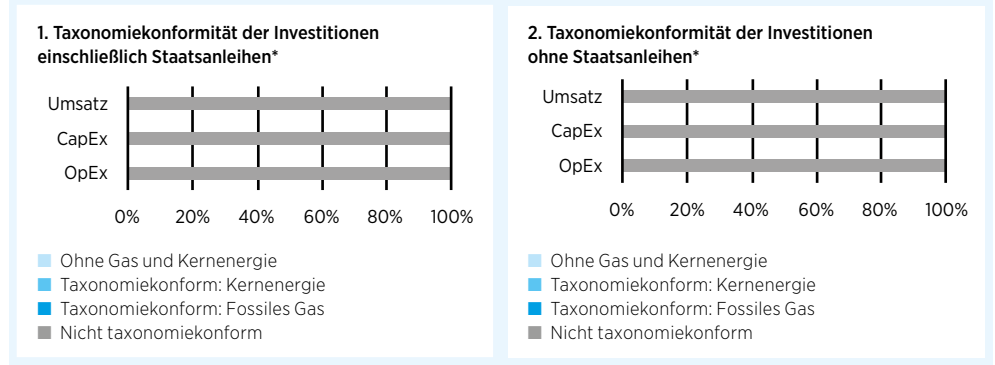 1. Taxonomiekonformität der Investitionen
einschließlich Staatsanleihen*
Umsatz
CapEx
OpEx
0% 20% 40% 60% 80% 100%
Ohne Gas und Kernenergie
Taxonomiekonform: Kernenergie
Taxonomiekonform: Fossiles Gas
Nicht taxonomiekonform
2. Taxonomiekonformität der Investitionen
ohne Staatsanleihen*
Umsatz
CapEx
OpEx
0% 20% 40% 60% 80% 100%
Ohne Gas und Kernenergie
Taxonomiekonform: Kernenergie
Taxonomiekonform: Fossiles Gas
Nicht taxonomiekonform